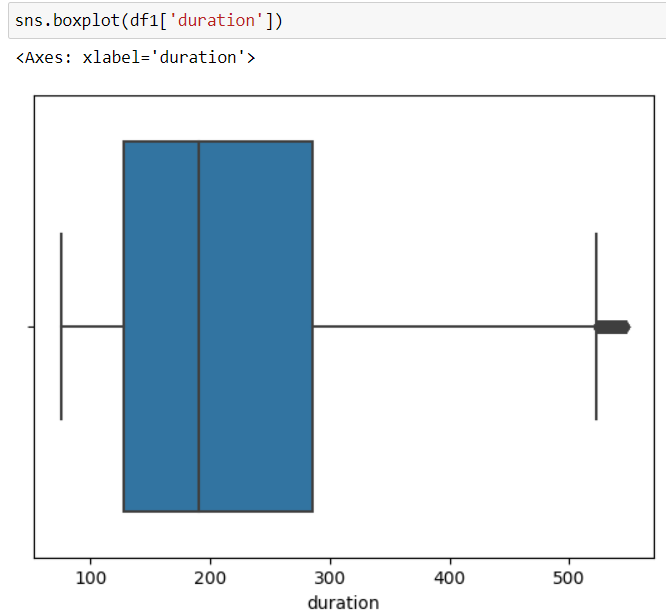 sns.boxplot(df1['duration'])
<Axes: xlabel='duration'>
100 200 300 400 500
duration